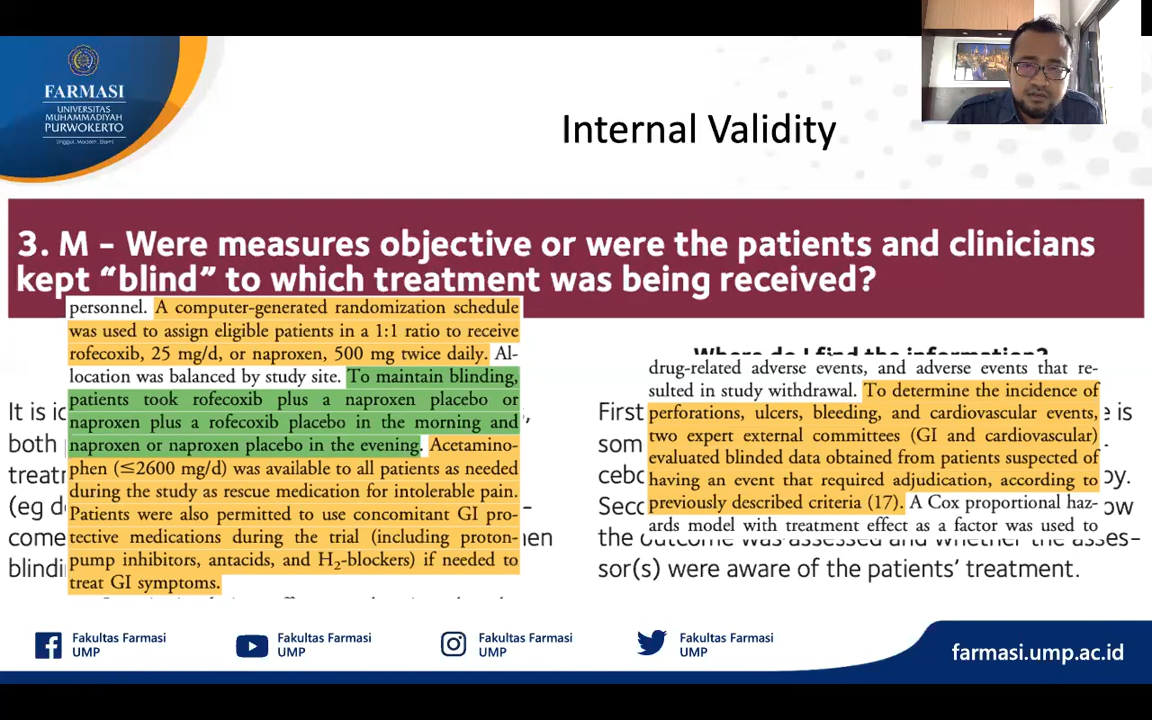 FARMASI
UNIVERSITAS
MUHAMMADIYAH
PURWOKERTO
Unggul, Modern, Islami
Internal Validity
3. M - Were measures objective or were the patients and clinicians
kept “blind” to which treatment was being received?
personnel. A computer-generated randomization schedule
was used to assign eligible patients in a 1:1 ratio to receive
rofecoxib, 25 mg/d, or naproxen, 500 mg twice daily. Al-
location was balanced by study site. To maintain blinding,
patients took rofecoxib plus a naproxen placebo or
naproxen plus a rofecoxib placebo in the morning and
naproxen or naproxen placebo in the evening. Acetamino-
phen (≤2600 mg/d) was available to all patients as needed
during the study as rescue medication for intolerable pain.
Patients were also permitted to use concomitant GI pro-
tective medications during the trial (including proton-
pump inhibitors, antacids, and H₂-blockers) if needed to
treat GI symptoms.
It is
both
(eg
blindi
Where do I find the information?
drug-related adverse events, and adverse events that re-
sulted in study withdrawal. To determine the incidence of
perforations, ulcers, bleeding, and cardiovascular events,
two expert external committees (GI and cardiovascular)
evaluated blinded data obtained from patients suspected of
having an event that required adjudication, according to
previously described criteria (17). A Cox proportional haz-
ards model with treatment effect as a factor was used to
First
is
som
cebo
Seco
the outcome was assessed and whether the asses-
sor(s) were aware of the patients’ treatment.
Fakultas Farmasi
UMP
Fakultas Farmasi
UMP
Fakultas Farmasi
UMP
Fakultas Farmasi
UMP
farmasi.ump.ac.id